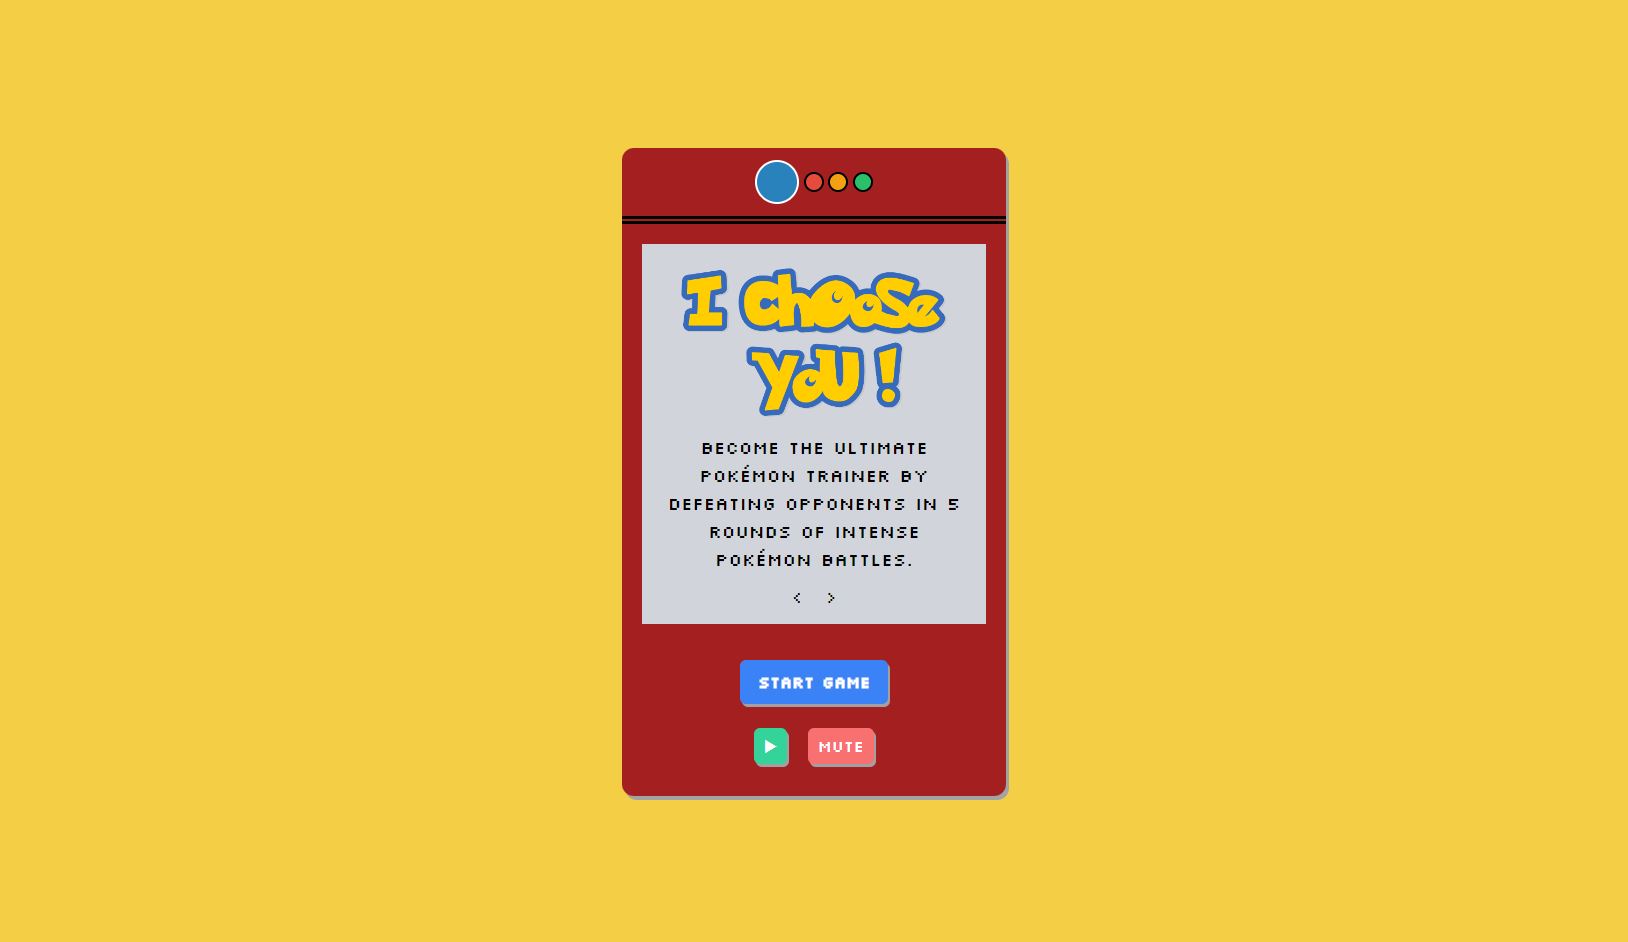 I Choose
you !
BECOME THE ULTIMATE
POKÉMON TRAINER BY
DEFEATING OPPONENTS IN 5
ROUNDS OF INTENSE
POKÉMON BATTLES.
< >
START GAME
MUTE